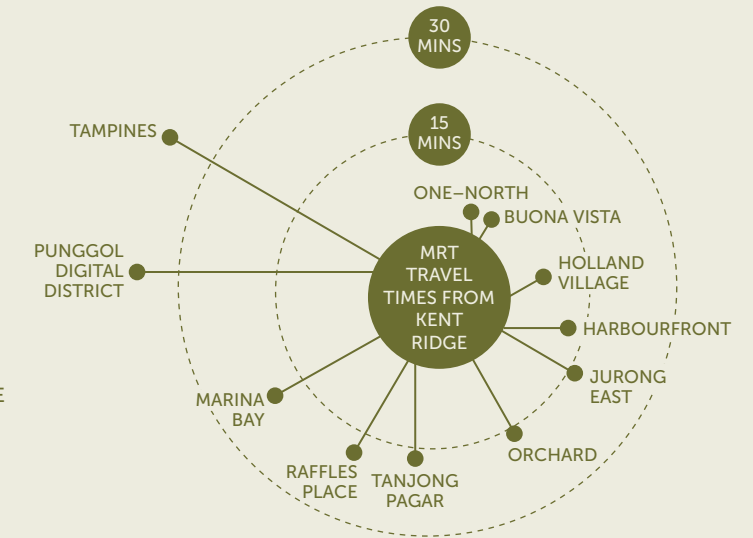 30
MINS
15
MINS
TAMPINES
ONE–NORTH
BUONA VISTA
PUNGGOL
DIGITAL
DISTRICT
MRT
TRAVEL
TIMES FROM
KENT
RIDGE
HOLLAND
VILLAGE
HARBOURFRONT
JURONG
EAST
MARINA
BAY
ORCHARD
RAFFLES
PLACE
TANJONG
PAGAR
E